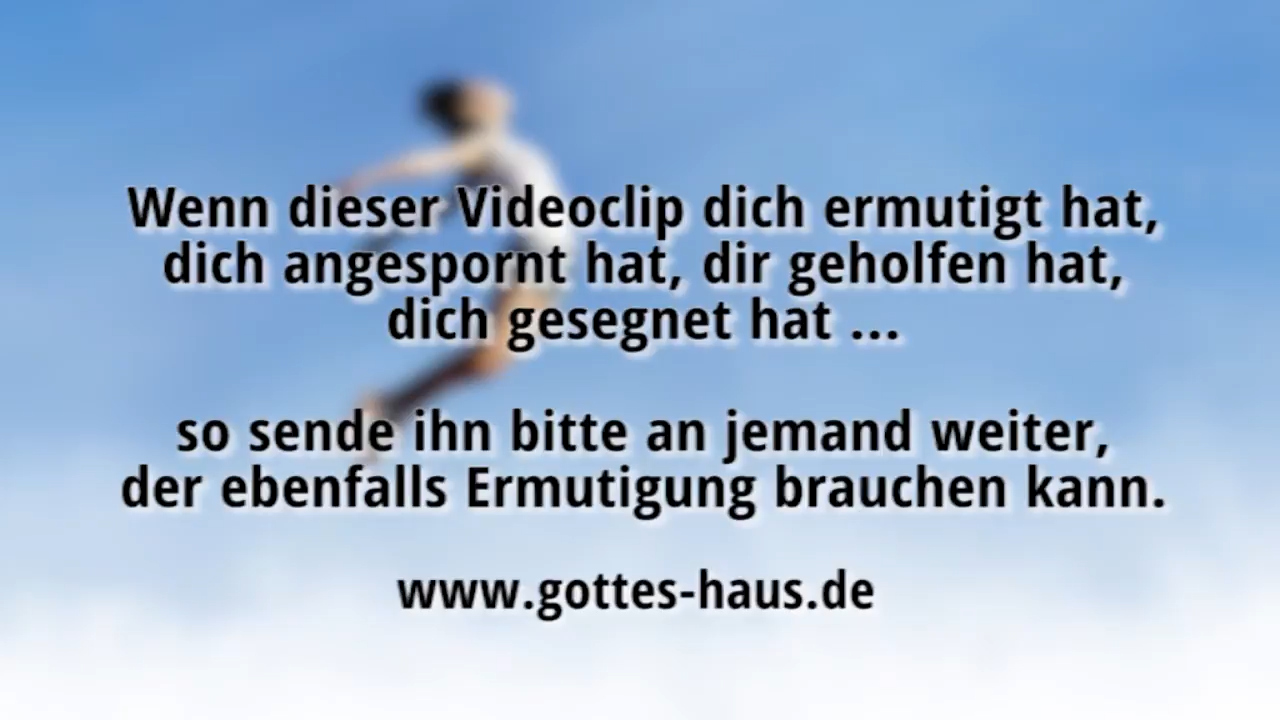 Wenn dieser Videoclip dich ermutigt hat,
dich angespornt hat, dir geholfen hat,
dich gesegnet hat ...
so sende ihn bitte an jemand weiter,
der ebenfalls Ermutigung brauchen kann.
www.gottes-haus.de